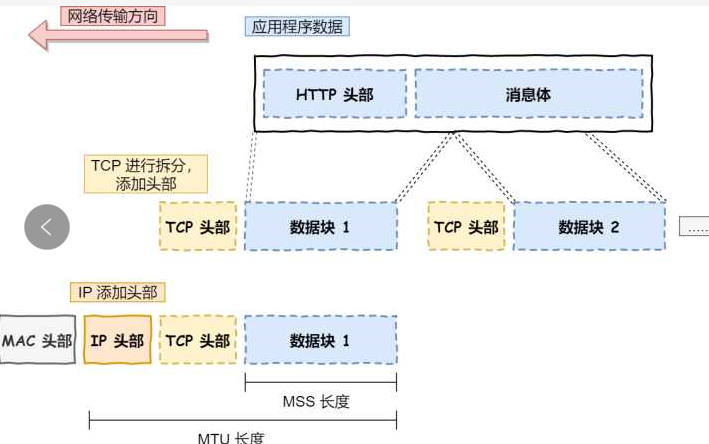 网络传输方向
应用程序数据
HTTP 头部
消息体
TCP 进行拆分，
添加头部
TCP 头部
数据块 1
TCP 头部
数据块 2
......
IP 添加头部
MAC 头部
IP 头部
TCP 头部
数据块 1
MSS 长度
MTU 长度